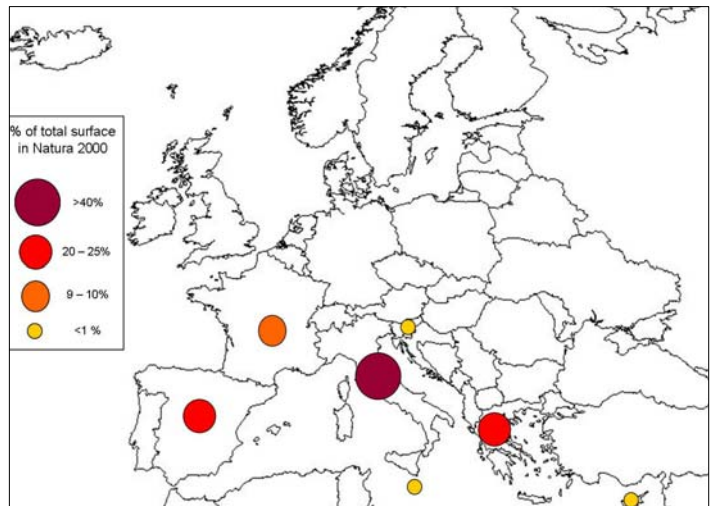 % of total surface
in Natura 2000
>40%
20 – 25%
9 – 10%
<1 %